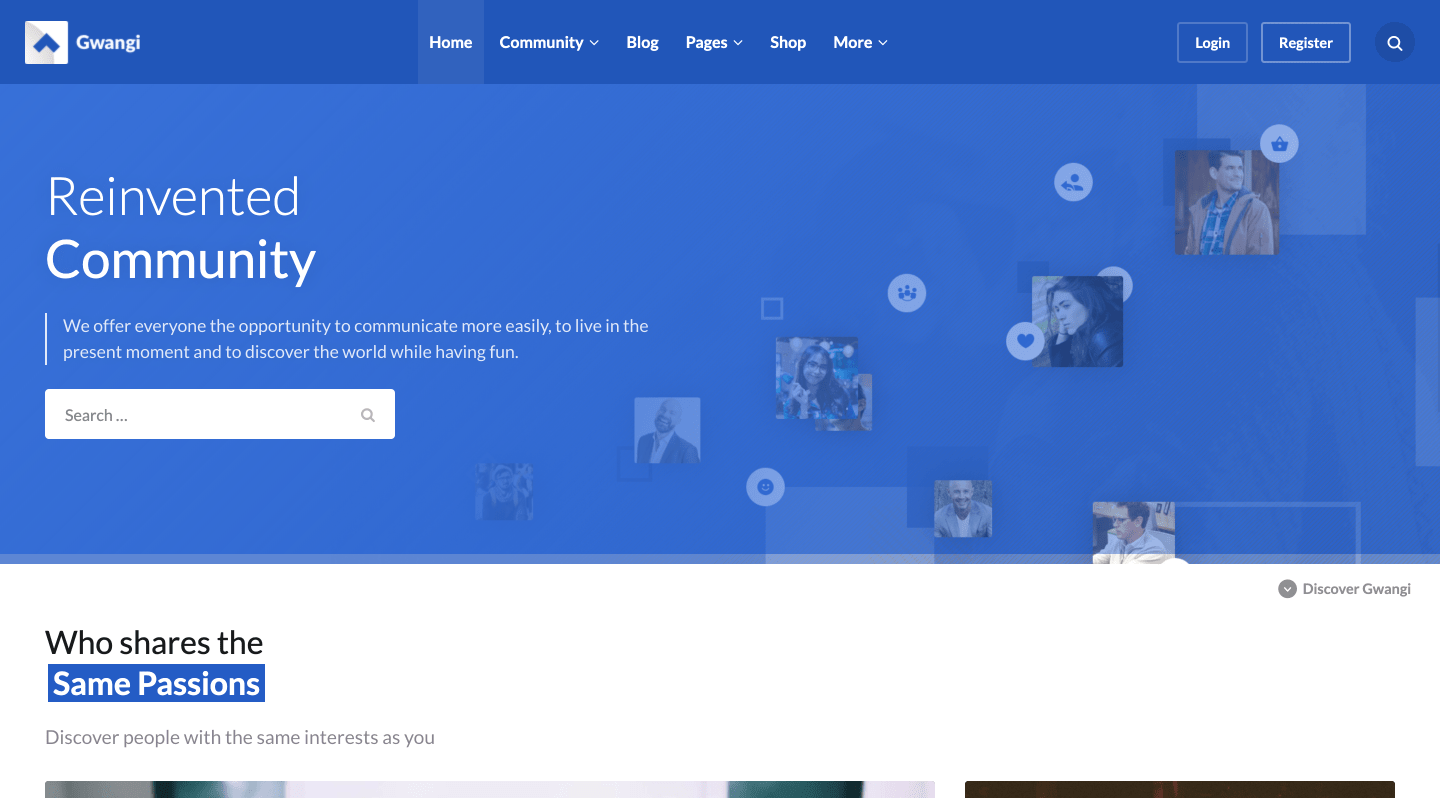 Gwangi
Home
Community
Blog
Pages
Shop
More
Login
Register
Reinvented
Community
We offer everyone the opportunity to communicate more easily, to live in the
present moment and to discover the world while having fun.
Search ...
Discover Gwangi
Who shares the
Same Passions
Discover people with the same interests as you